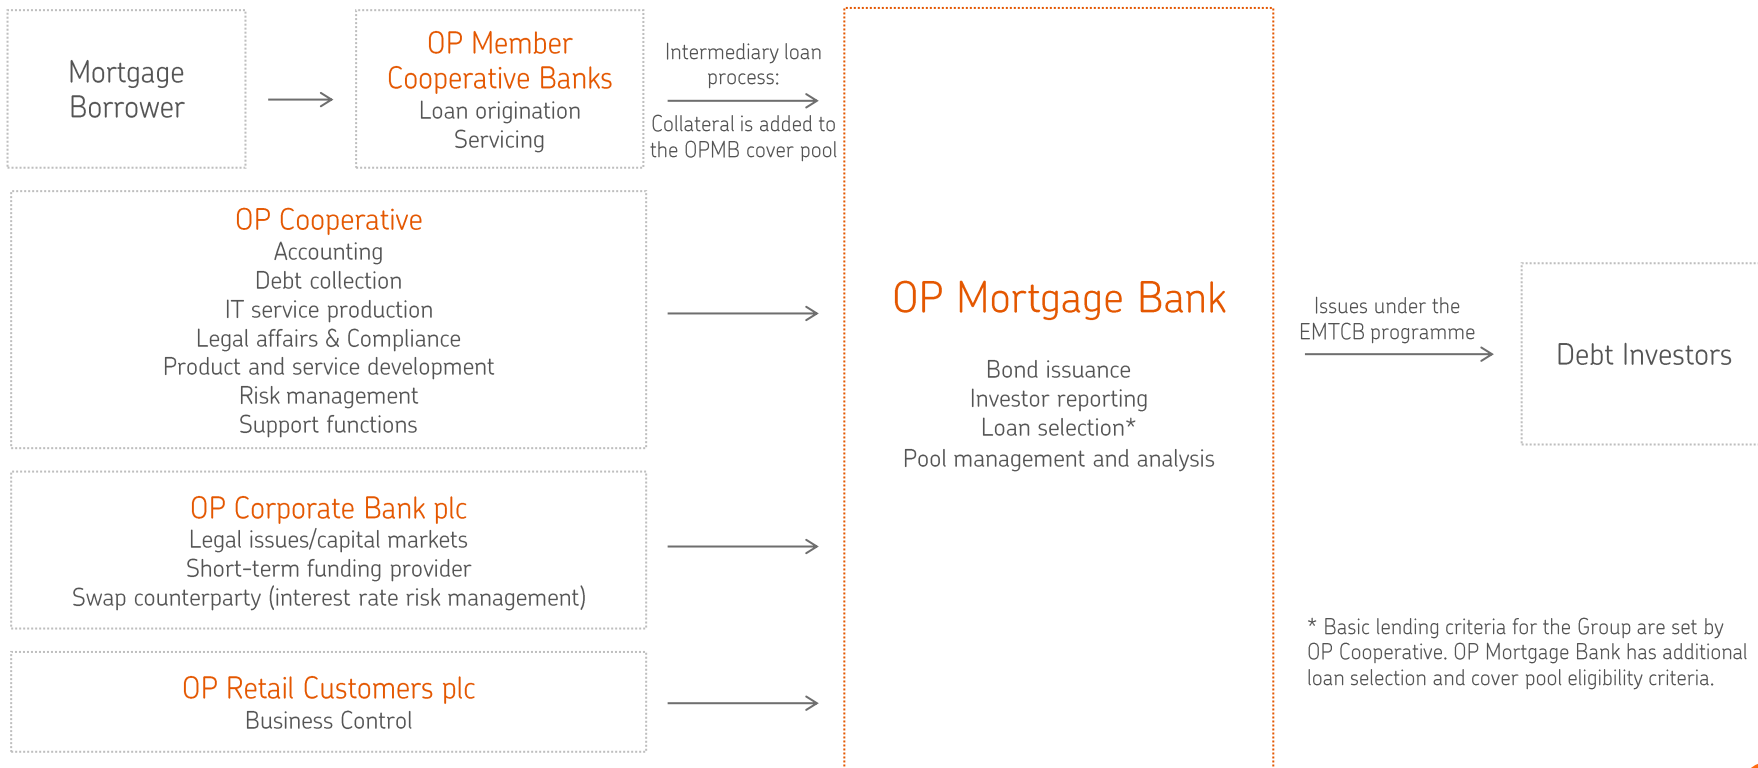 Mortgage
Borrower
OP Member
Cooperative Banks
Loan origination
Servicing
Intermediary loan
process:
Collateral is added to
the OPMB cover pool
OP Cooperative
Accounting
Debt collection
IT service production
Legal affairs & Compliance
Product and service development
Risk management
Support functions
OP Corporate Bank plc
Legal issues/capital markets
Short-term funding provider
Swap counterparty (interest rate risk management)
OP Retail Customers plc
Business Control
OP Mortgage Bank
Bond issuance
Investor reporting
Loan selection*
Pool management and analysis
Issues under the
EMTCB programme
Debt Investors
* Basic lending criteria for the Group are set by
OP Cooperative. OP Mortgage Bank has additional
loan selection and cover pool eligibility criteria.